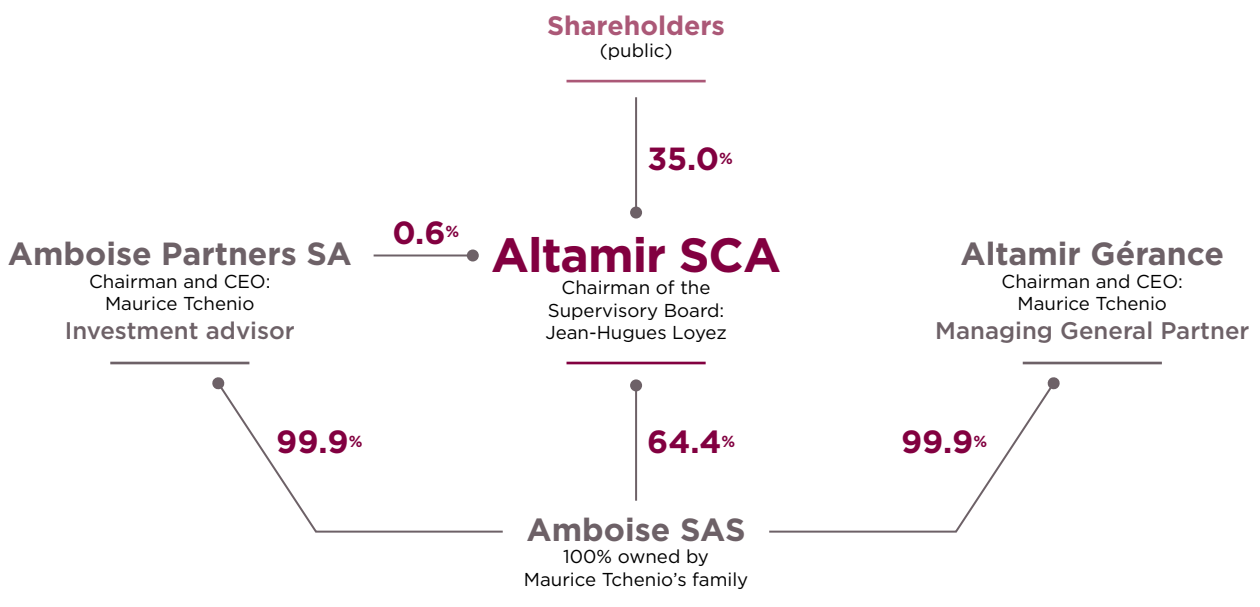 Shareholders
(public)
35.0%
0.6%
Amboise Partners SA
Chairman and CEO:
Maurice Tchenio
Investment advisor
Altamir SCA
Chairman of the
Supervisory Board:
Jean-Hugues Loyez
Altamir Gérance
Chairman and CEO:
Maurice Tchenio
Managing General Partner
99.9%
64.4%
99.9%
Amboise SAS
100% owned by
Maurice Tchenio’s family